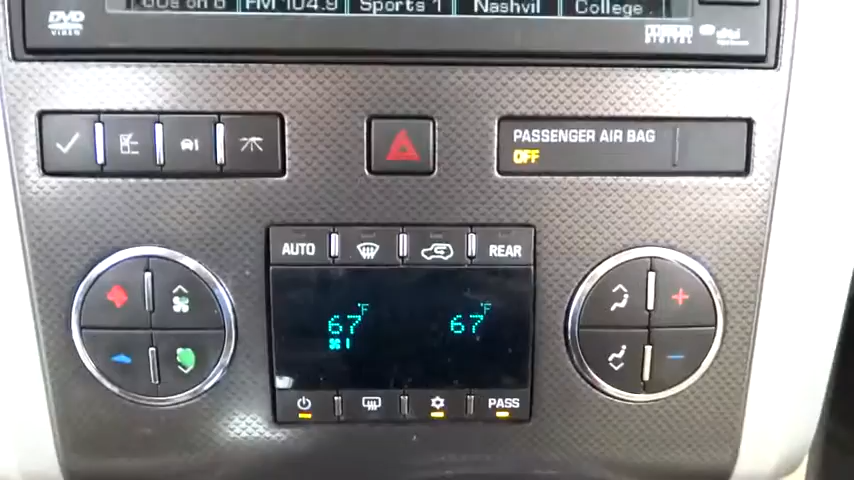 DVD
VIDEO
60s on 6 FM 104.9 Sports 1 Nashvil College
DIGITAL
PASSENGER AIR BAG
OFF
AUTO REAR
67°F 67°F
PASS